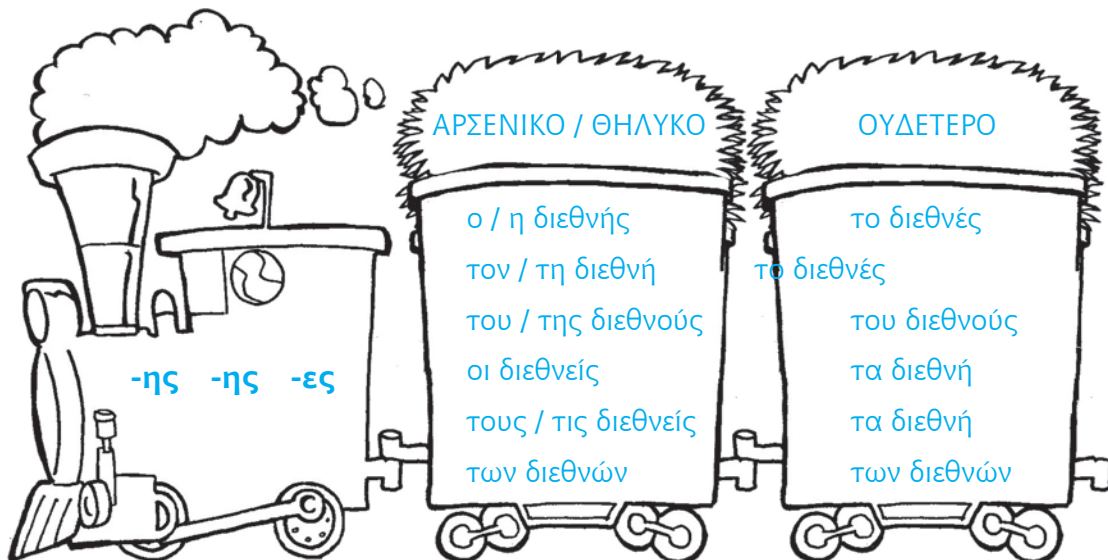 -ης -ης -ες
ΑΡΣΕΝΙΚΟ / ΘΗΛΥΚΟ
ο / η διεθνής
τον / τη διεθνή
του / της διεθνούς
οι διεθνείς
τους / τις διεθνείς
των διεθνών
ΟΥΔΕΤΕΡΟ
το διεθνές
το διεθνές
του διεθνούς
τα διεθνή
τα διεθνή
των διεθνών